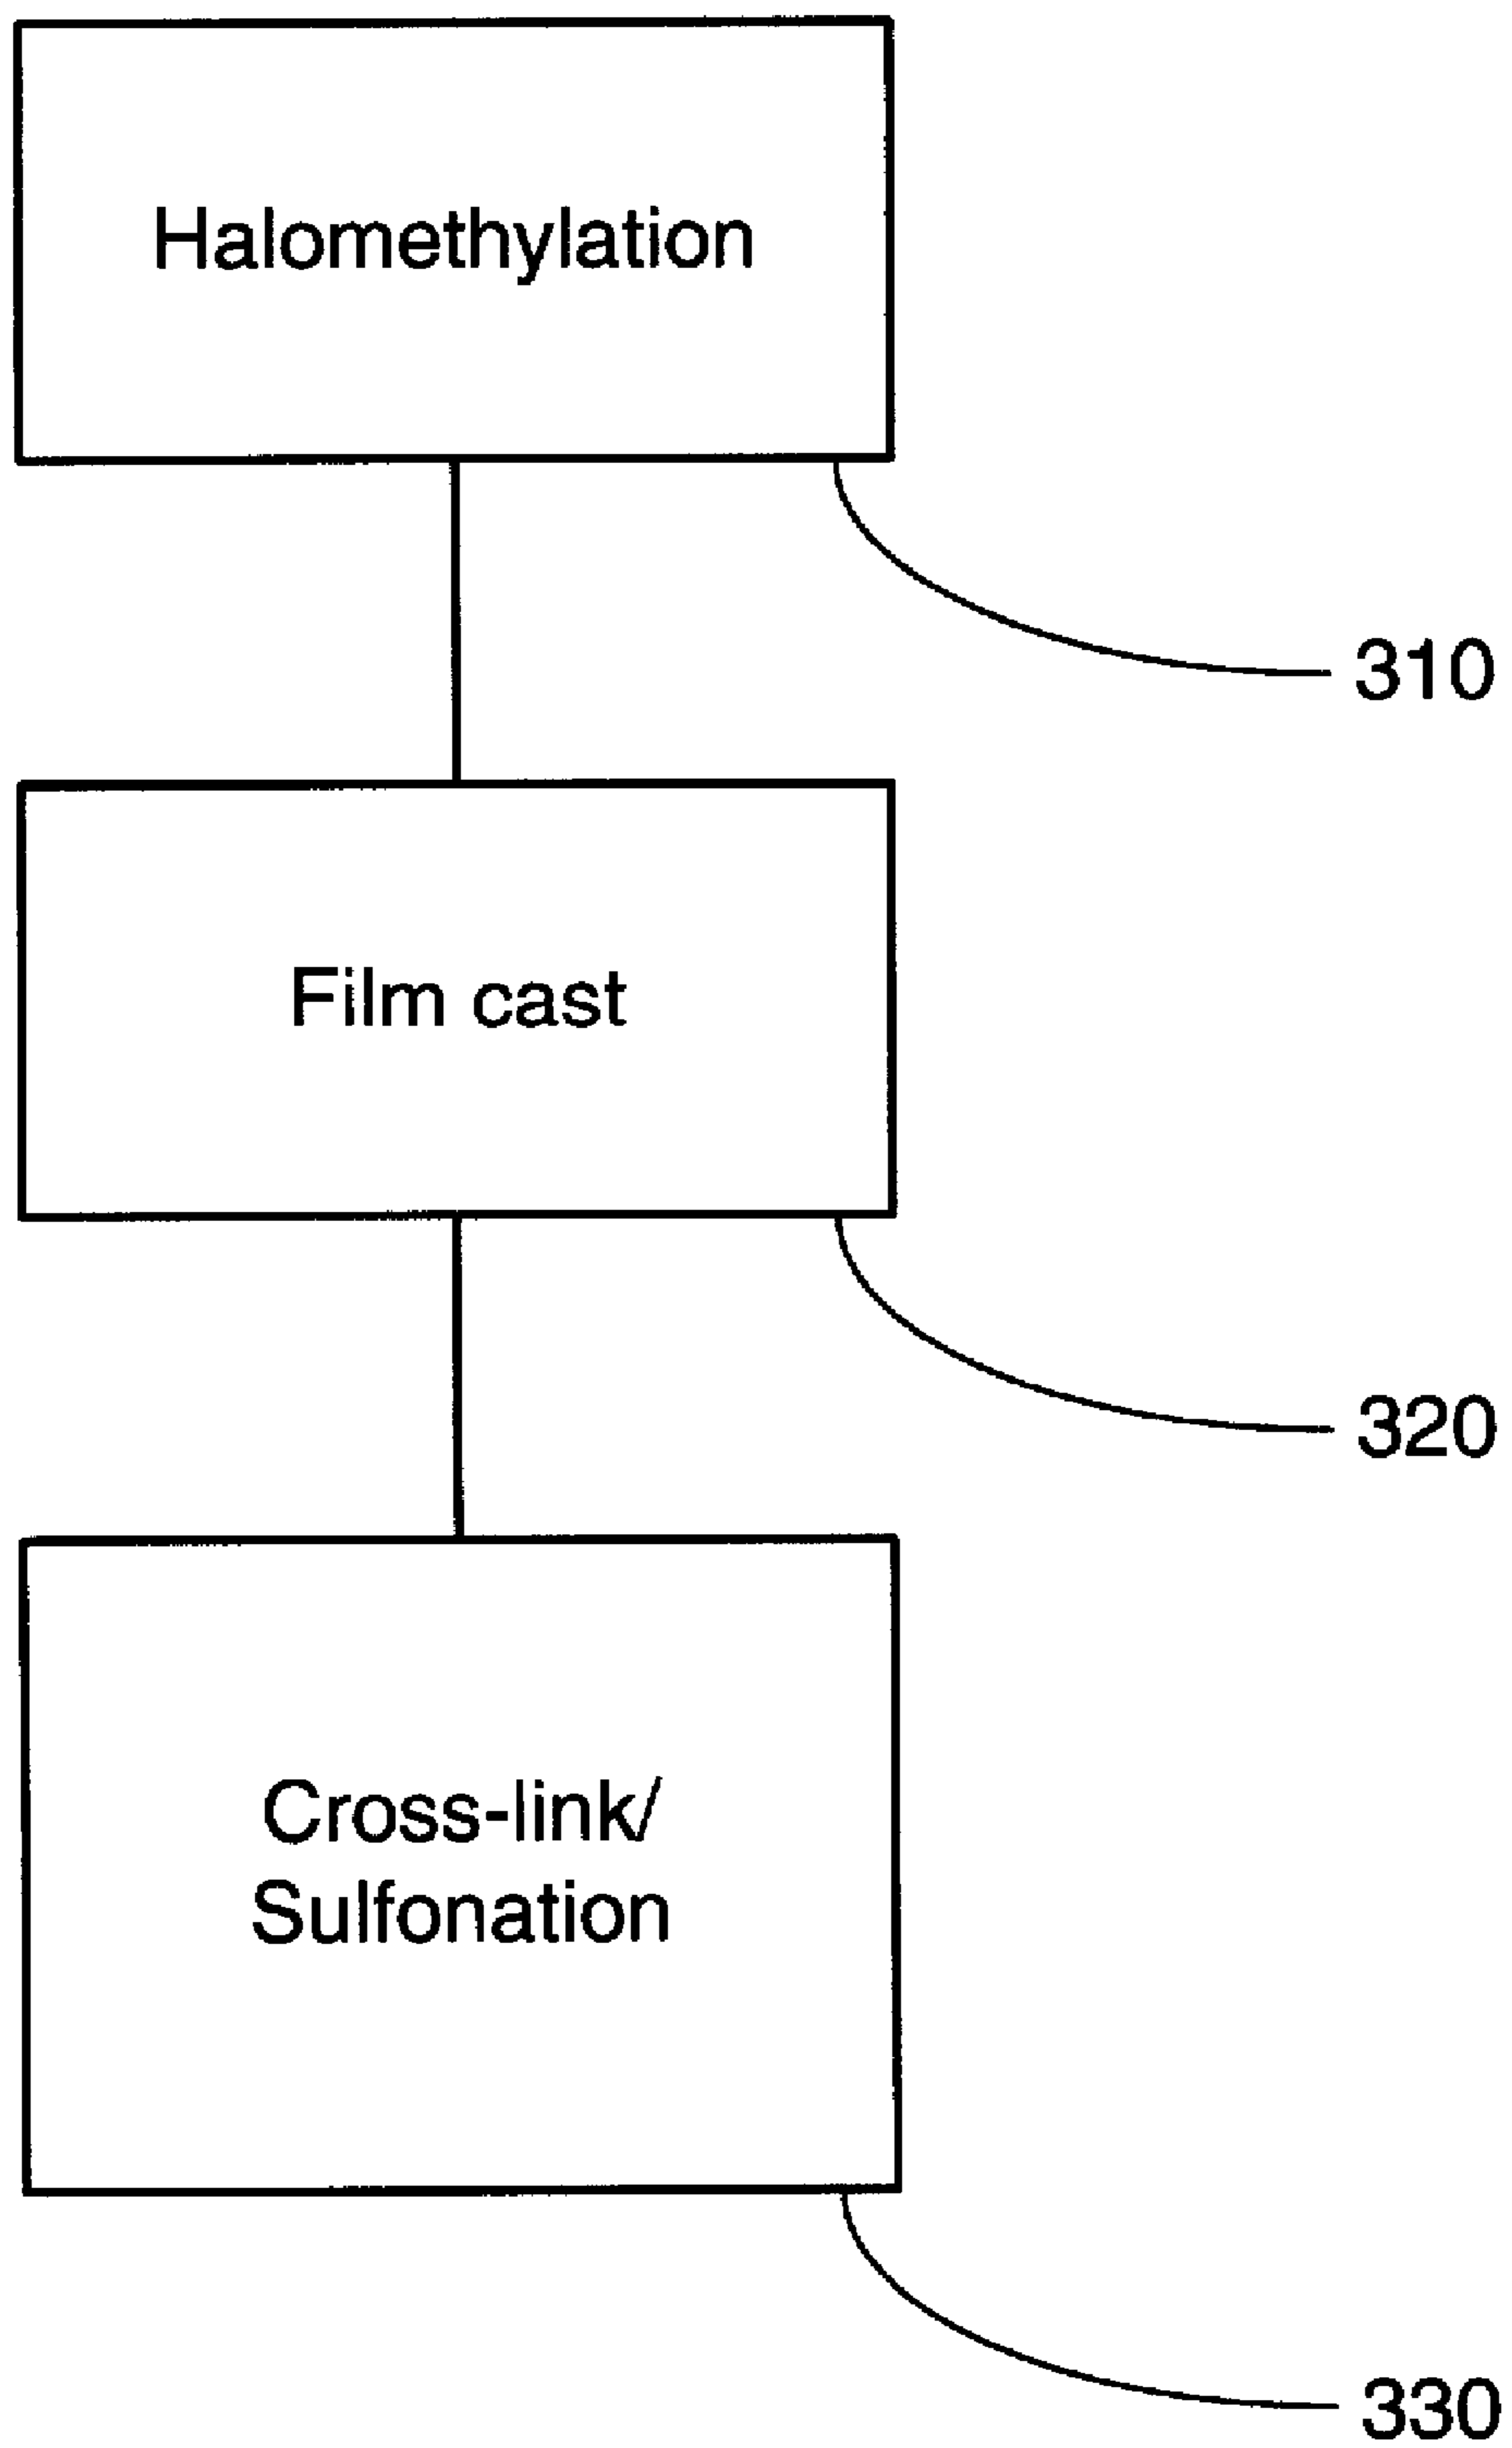 Halomethylation
310
Film cast
320
Cross-link/
Sulfonation
330